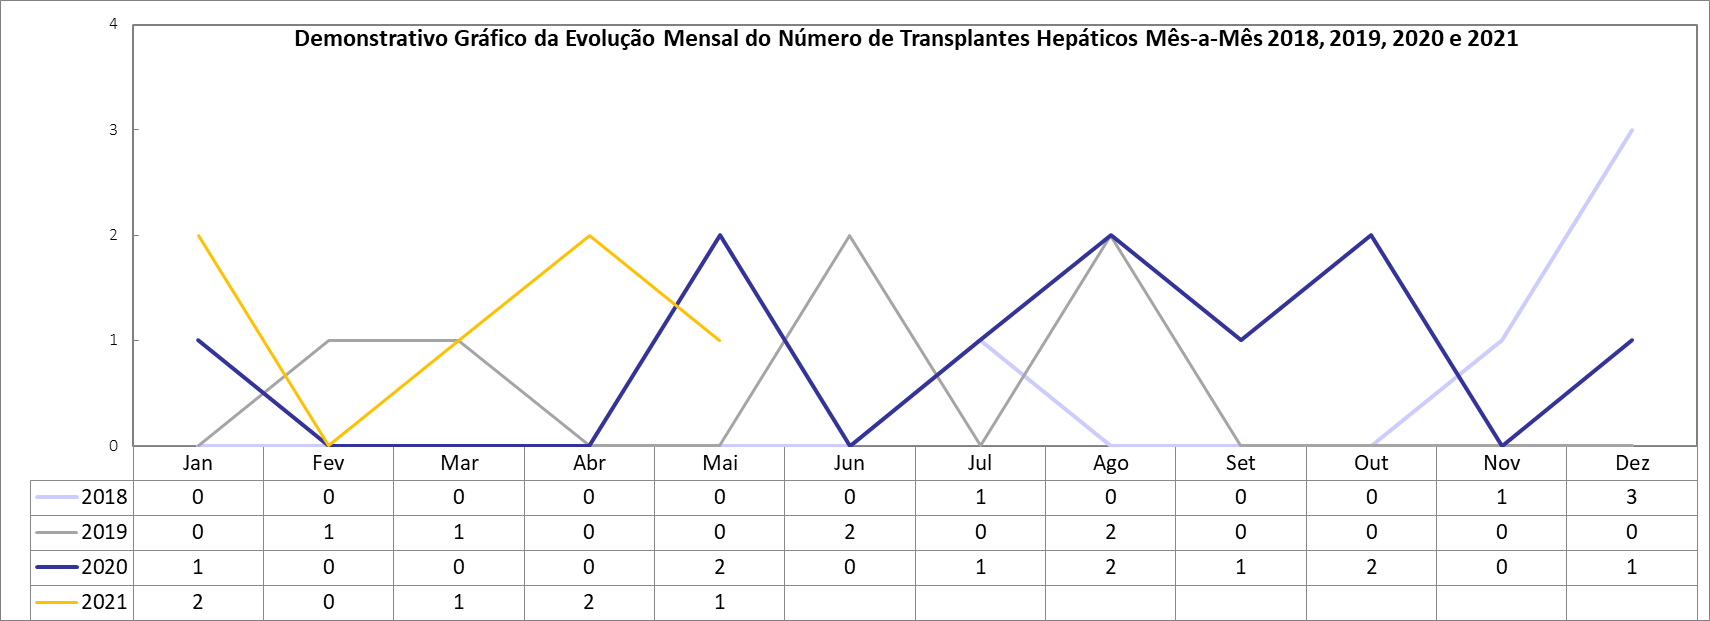 Demonstrativo Gráfico da Evolução Mensal do Número de Transplantes Hepáticos Mês-a-Mês 2018, 2019, 2020 e 2021
4
3
2
1
0
Jan Fev Mar Abr Mai Jun Jul Ago Set Out Nov Dez
2018 0 0 0 0 0 0 1 0 0 0 1 3
2019 0 1 1 0 0 2 0 2 0 0 0 0
2020 1 0 0 0 2 0 1 2 1 2 0 1
2021 2 0 1 2 1